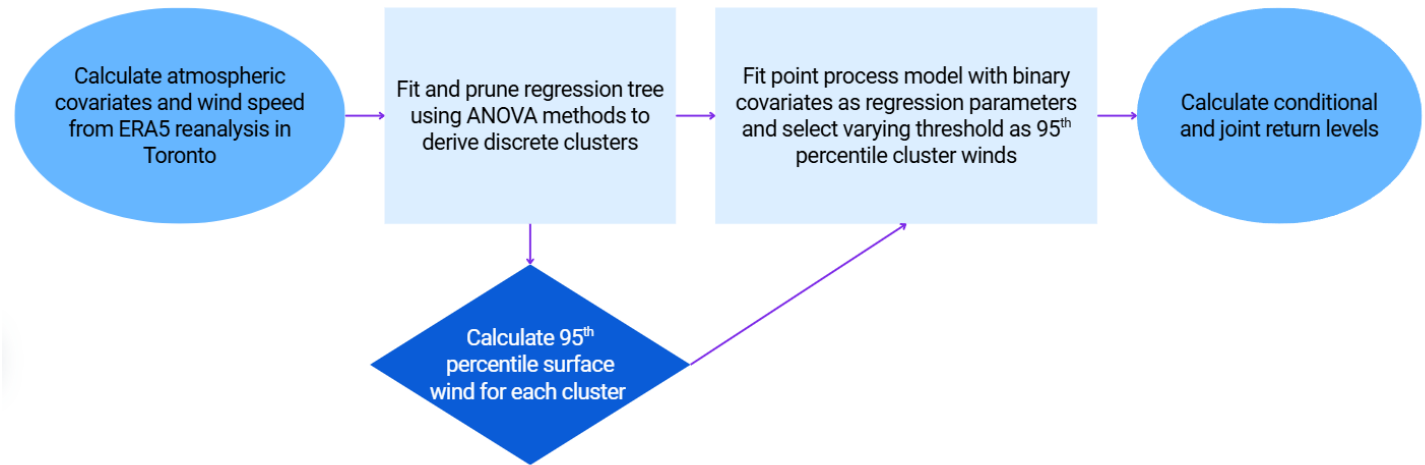 Calculate atmospheric
covariates and wind speed
from ERA5 reanalysis in
Toronto
Fit and prune regression tree
using ANOVA methods to
derive discrete clusters
Fit point process model with binary
covariates as regression parameters
and select varying threshold as 95th
percentile cluster winds
Calculate conditional
and joint return levels
Calculate 95th
percentile surface
wind for each cluster